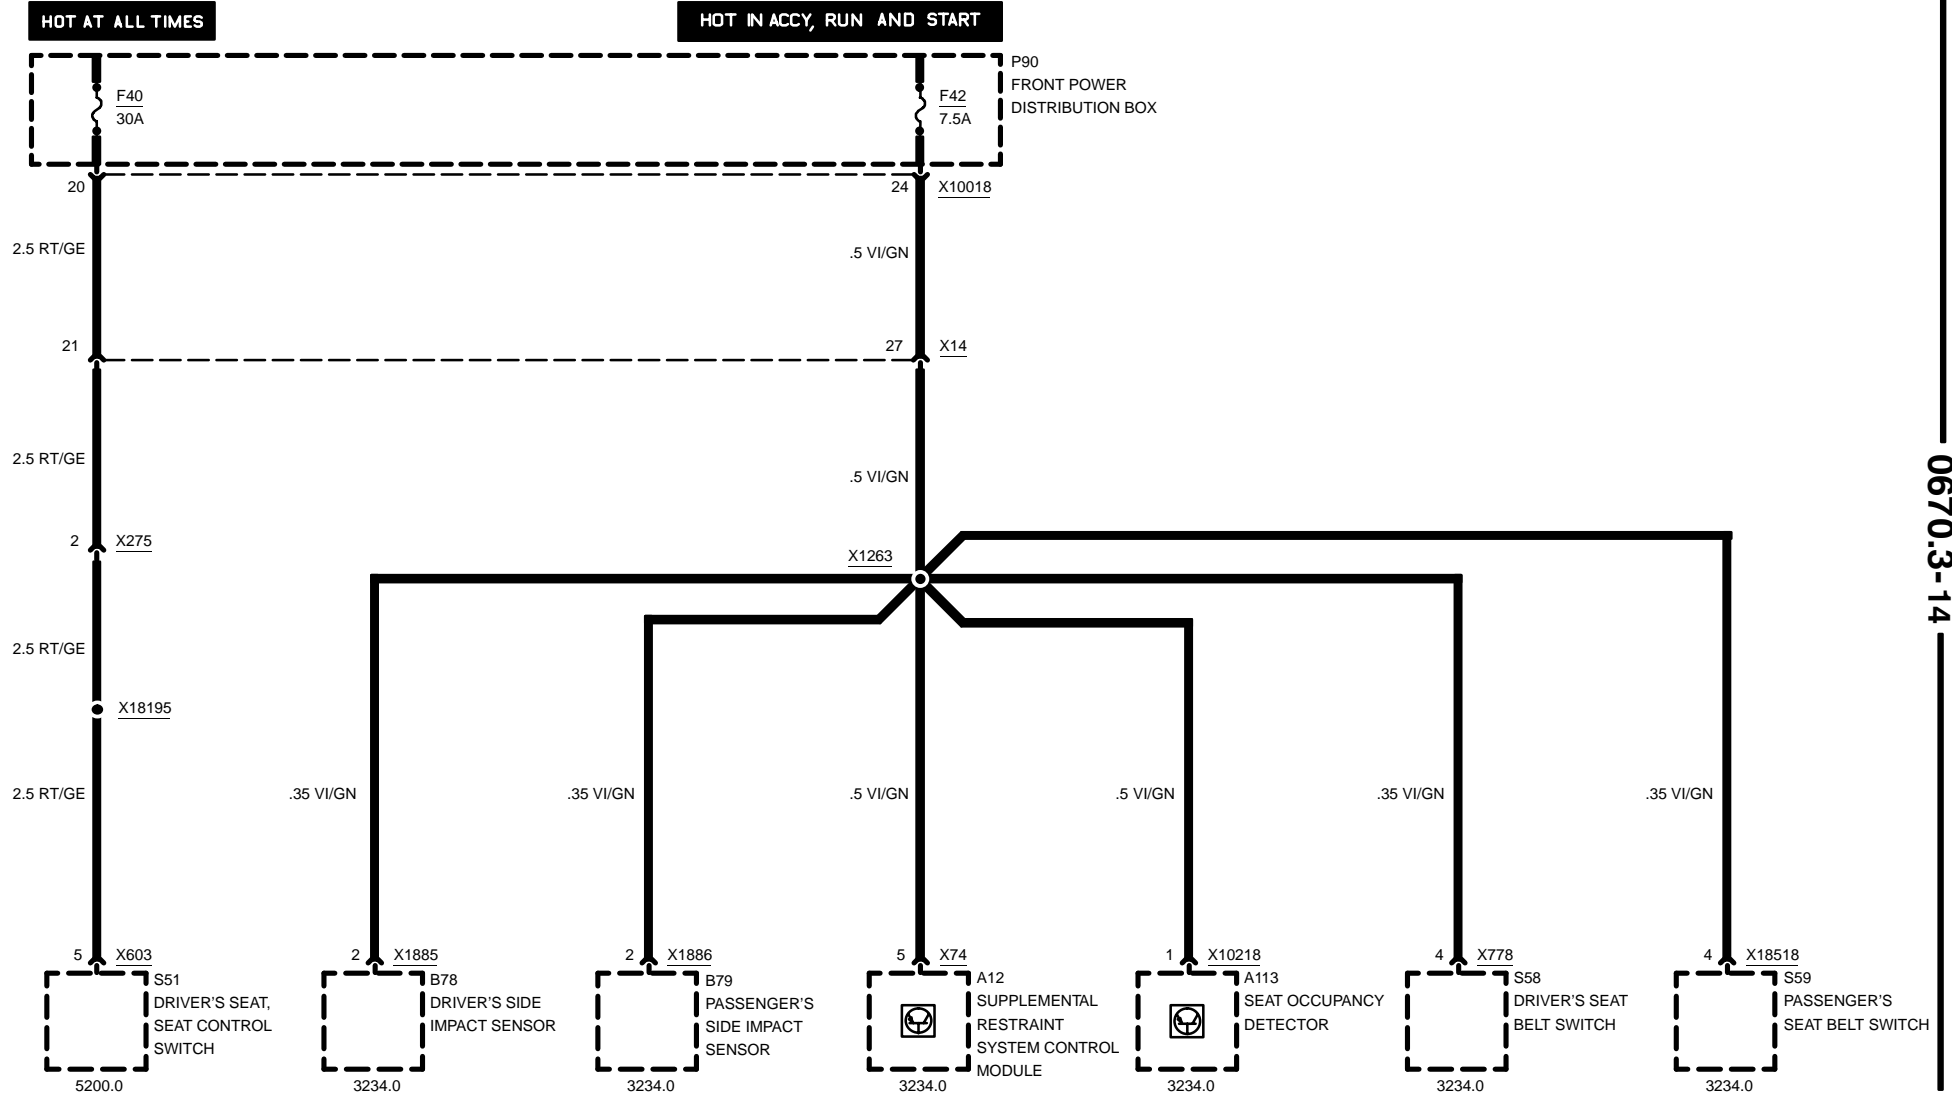 HOT AT ALL TIMES
HOT IN ACCY, RUN AND START
P90
FRONT POWER
DISTRIBUTION BOX
F40
30A
F42
7.5A
20
24
X10018
2.5 RT/GE
.5 VI/GN
21
27
X14
2.5 RT/GE
.5 VI/GN
0670.3-14
2
X275
X1263
2.5 RT/GE
X18195
2.5 RT/GE
.35 VI/GN
.35 VI/GN
.5 VI/GN
.5 VI/GN
.35 VI/GN
.35 VI/GN
5
X603
2
X1885
2
X1886
5
X74
1
X10218
4
X778
4
X18518
S51
DRIVER'S SEAT,
SEAT CONTROL
SWITCH
5200.0
B78
DRIVER'S SIDE
IMPACT SENSOR
3234.0
B79
PASSENGER'S
SIDE IMPACT
SENSOR
3234.0
A12
SUPPLEMENTAL
RESTRAINT
SYSTEM CONTROL
MODULE
3234.0
A113
SEAT OCCUPANCY
DETECTOR
3234.0
S58
DRIVER'S SEAT
BELT SWITCH
3234.0
S59
PASSENGER'S
SEAT BELT SWITCH
3234.0